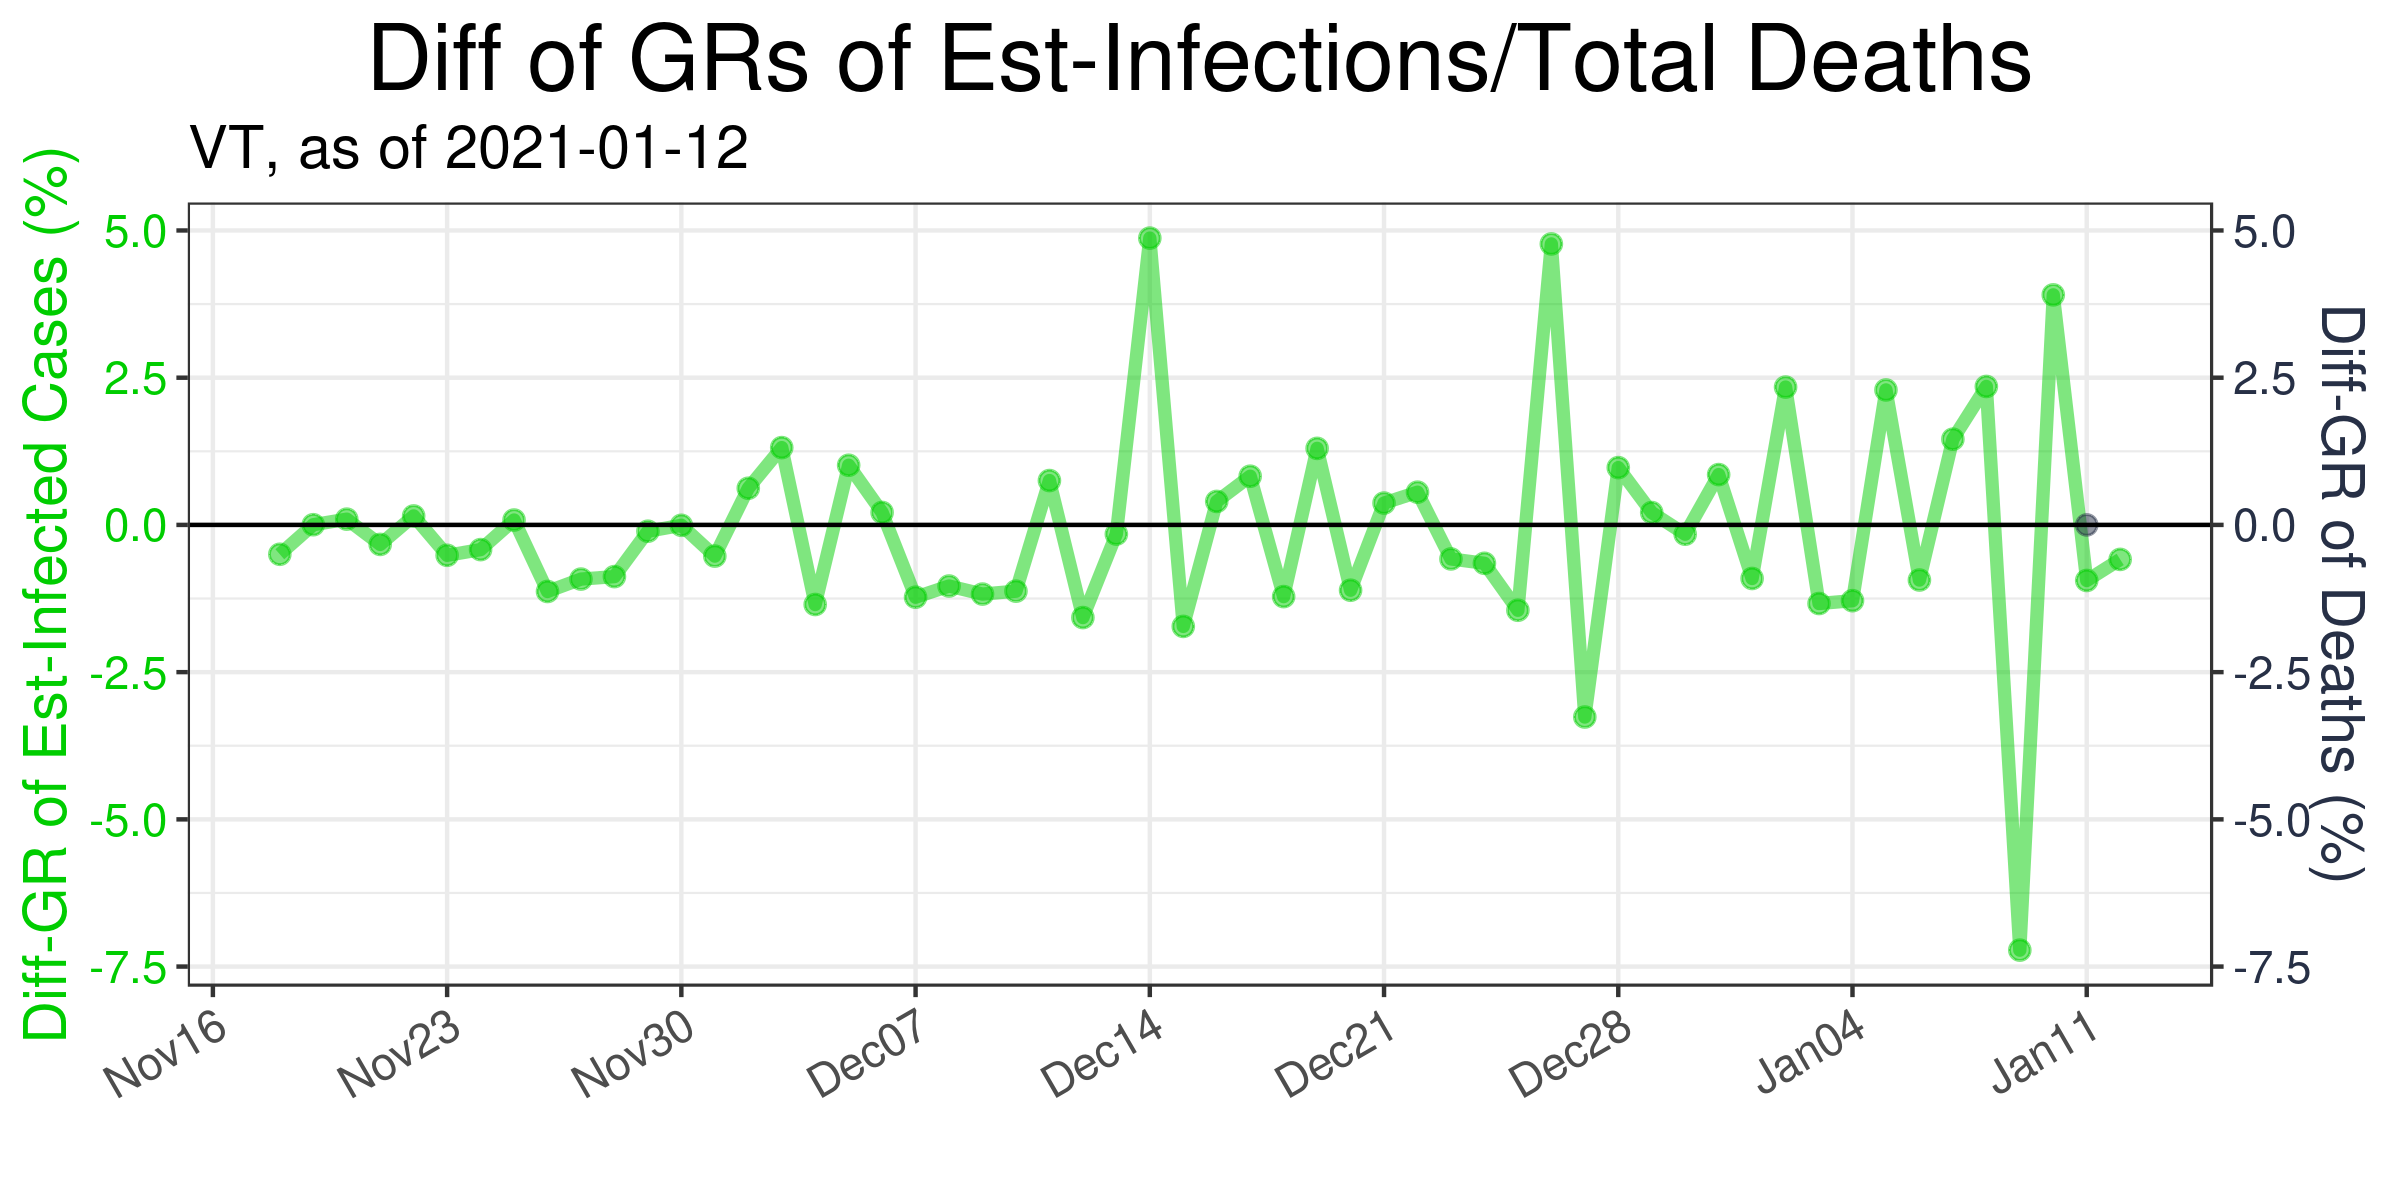 Diff of GRs of Est-Infections/Total Deaths
VT, as of 2021-01-12
Diff-GR of Est-Infected Cases (%)
5.0
2.5
0.0
-2.5
-5.0
-7.5
5.0
2.5
0.0
-2.5
-5.0
-7.5
Diff-GR of Deaths (%)
Nov16
Nov23
Nov30
Dec07
Dec14
Dec21
Dec28
Jan04
Jan11